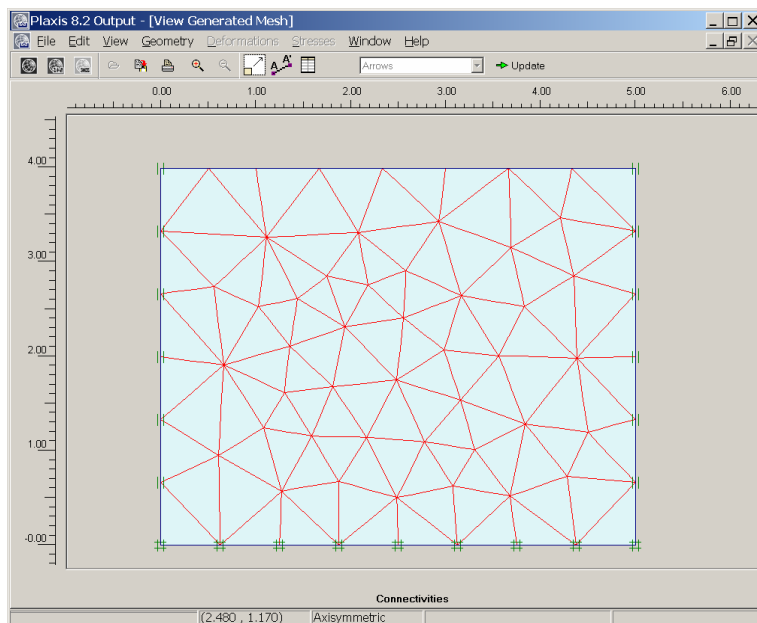 Plaxis 8.2 Output - [View Generated Mesh]
File Edit View Geometry Deformations Stresses Window Help
Arrows Update
0.00 1.00 2.00 3.00 4.00 5.00 6.00
4.00
3.00
2.00
1.00
-0.00
Connectivities
(2.480 , 1.170) Axisymmetric